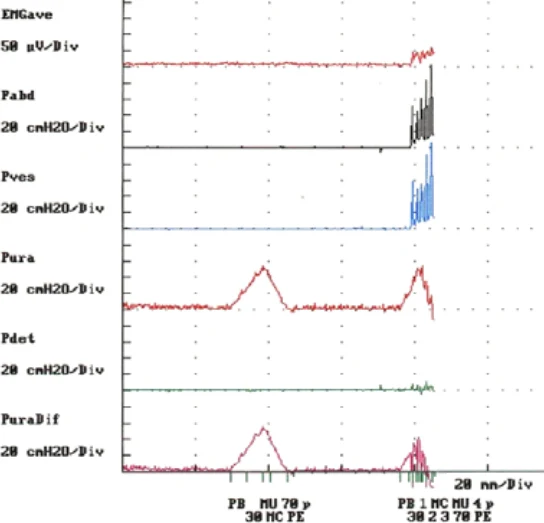 EMGave
50 µV/Div
Pabd
20 cmH2O/Div
Pves
20 cmH2O/Div
Pura
20 cmH2O/Div
Pdet
20 cmH2O/Div
PuraDif
20 cmH2O/Div
20 mm/Div
PB MU70 p PB 1 MC MU 4 p
30 MC PE 30 2 3 70 PE